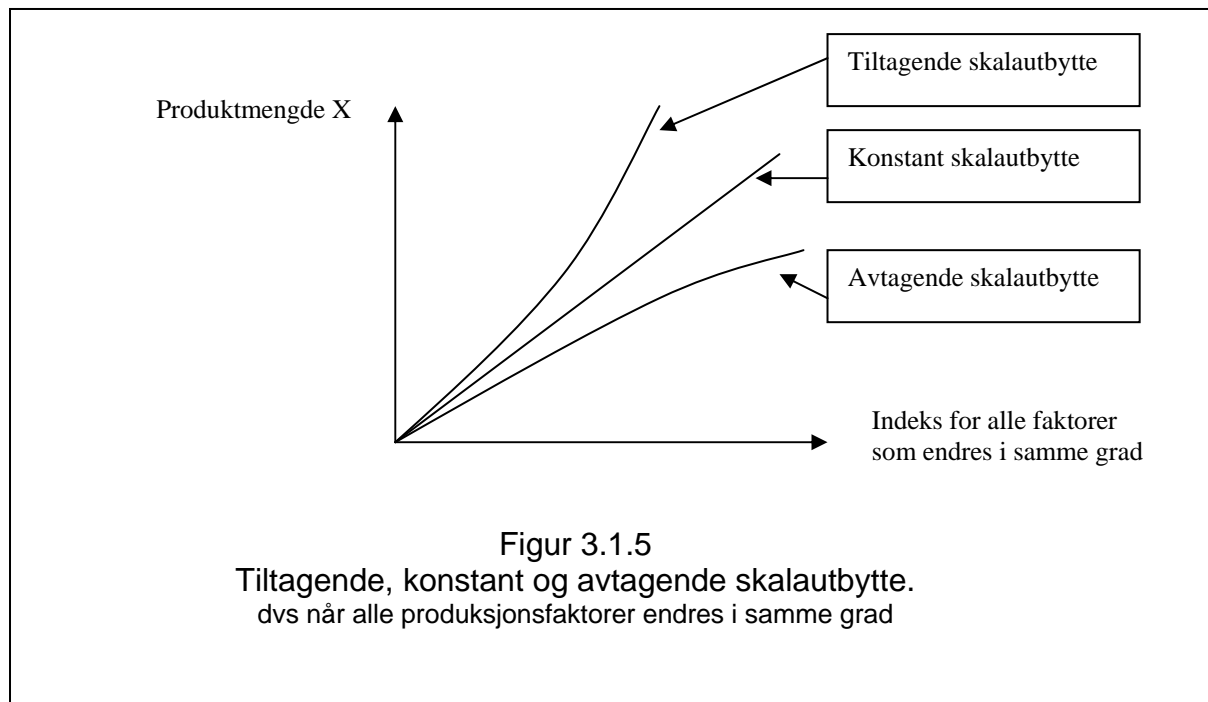 Tiltagende skalautbytte
Produktmengde X
Konstant skalautbytte
Avtagende skalautbytte
Indeks for alle faktorer
som endres i samme grad
Figur 3.1.5
Tiltagende, konstant og avtagende skalautbytte.
dvs når alle produksjonsfaktorer endres i samme grad